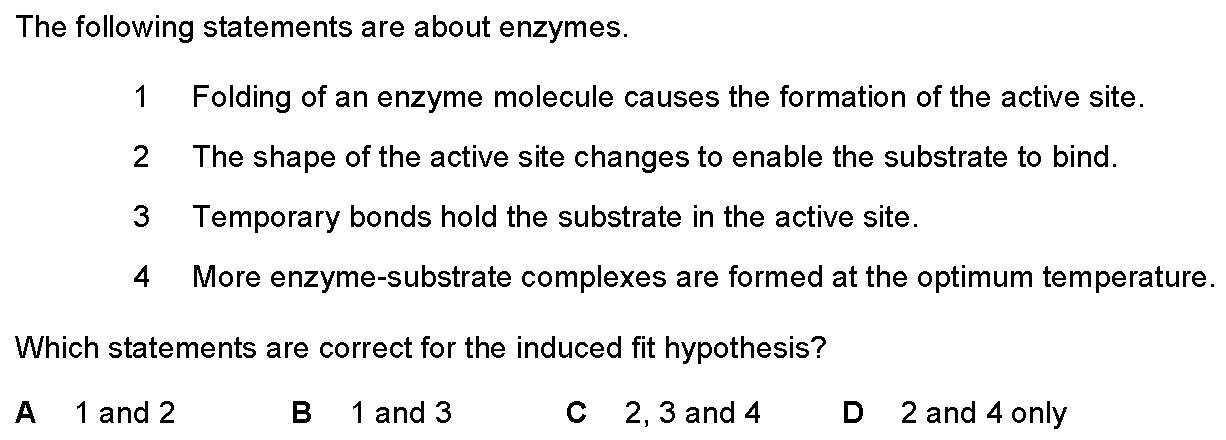 The following statements are about enzymes.
1 Folding of an enzyme molecule causes the formation of the active site.
2 The shape of the active site changes to enable the substrate to bind.
3 Temporary bonds hold the substrate in the active site.
4 More enzyme-substrate complexes are formed at the optimum temperature.
Which statements are correct for the induced fit hypothesis?
A 1 and 2 B 1 and 3 C 2, 3 and 4 D 2 and 4 only